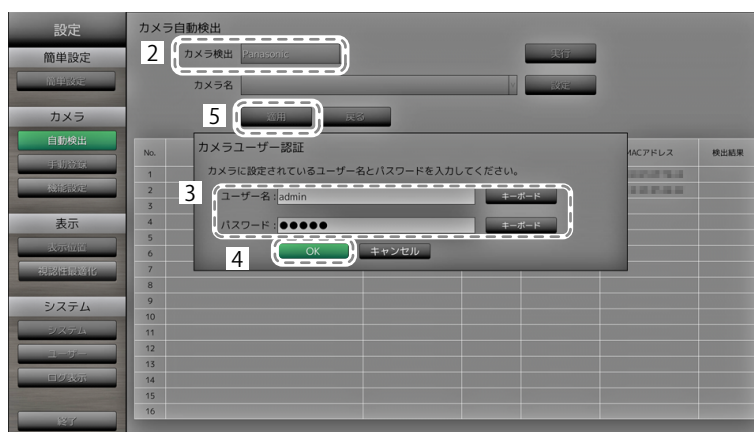 設定
簡単設定
簡単設定
カメラ
自動検出
手動登録
機能設定
表示
表示位置
視認性最適化
システム
システム
ユーザー
ログ表示
終了
カメラ自動検出
2
カメラ検出 Panasonic 実行
カメラ名 設定
5
適用 戻る
No. MACアドレス 検出結果
カメラユーザー認証
カメラに設定されているユーザー名とパスワードを入力してください。
3
ユーザー名 : admin キーボード
パスワード : ●●●●● キーボード
4
OK キャンセル
1
2
3
4
5
6
7
8
9
10
11
12
13
14
15
16